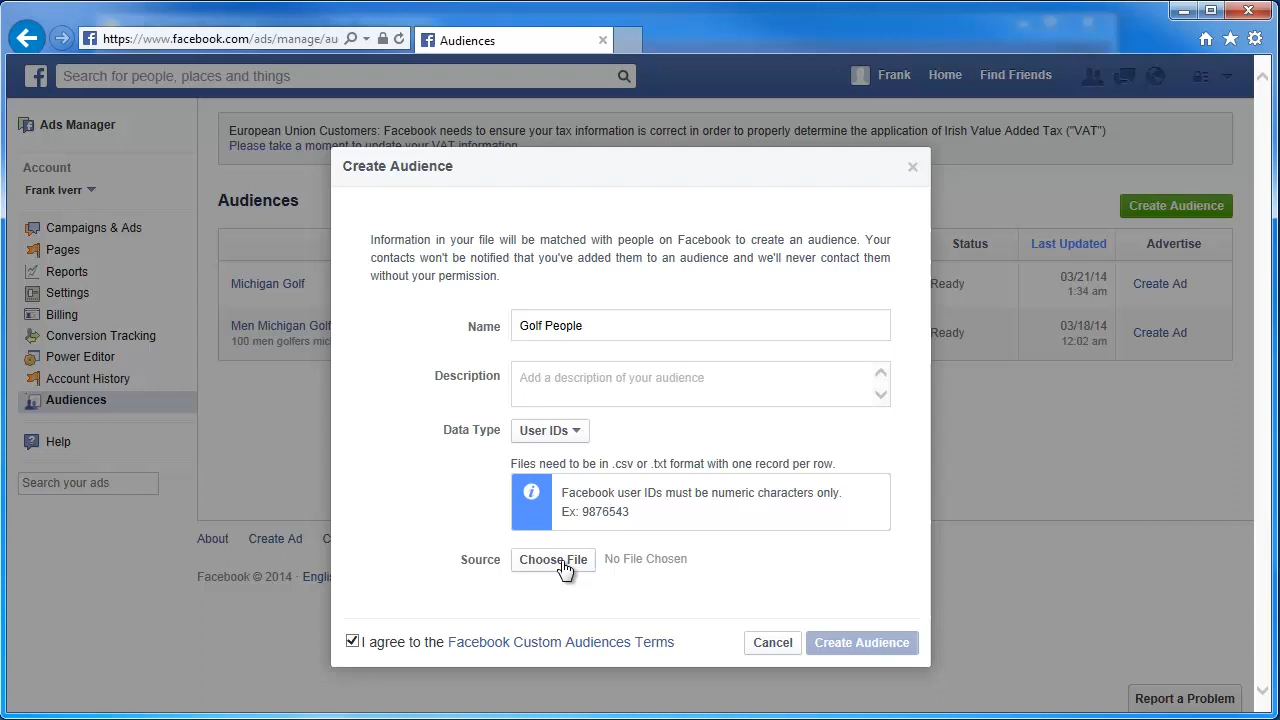 https://www.facebook.com/ads/manage/au
Audiences
Search for people, places and things
Frank
Home
Find Friends
Ads Manager
European Union Customers: Facebook needs to ensure your tax information is correct in order to properly determine the application of Irish Value Added Tax ("VAT")
Please take a moment to update your VAT information
Account
Frank Iverr
Campaigns & Ads
Pages
Reports
Settings
Billing
Conversion Tracking
Power Editor
Account History
Audiences
Help
Search your ads
Audiences
Create Audience
Status
Last Updated
Advertise
Michigan Golf
Ready
03/21/14
1:34 am
Create Ad
Men Michigan Golf
100 men golfers mic
Ready
03/18/14
12:02 am
Create Ad
Create Audience
Information in your file will be matched with people on Facebook to create an audience. Your
contacts won't be notified that you've added them to an audience and we'll never contact them
without your permission.
Name
Golf People
Description
Add a description of your audience
Data Type
User IDs
Files need to be in .csv or .txt format with one record per row.
Facebook user IDs must be numeric characters only.
Ex: 9876543
Source
Choose File
No File Chosen
I agree to the Facebook Custom Audiences Terms
Cancel
Create Audience
About
Create Ad
C
Facebook © 2014 · Englis
Report a Problem